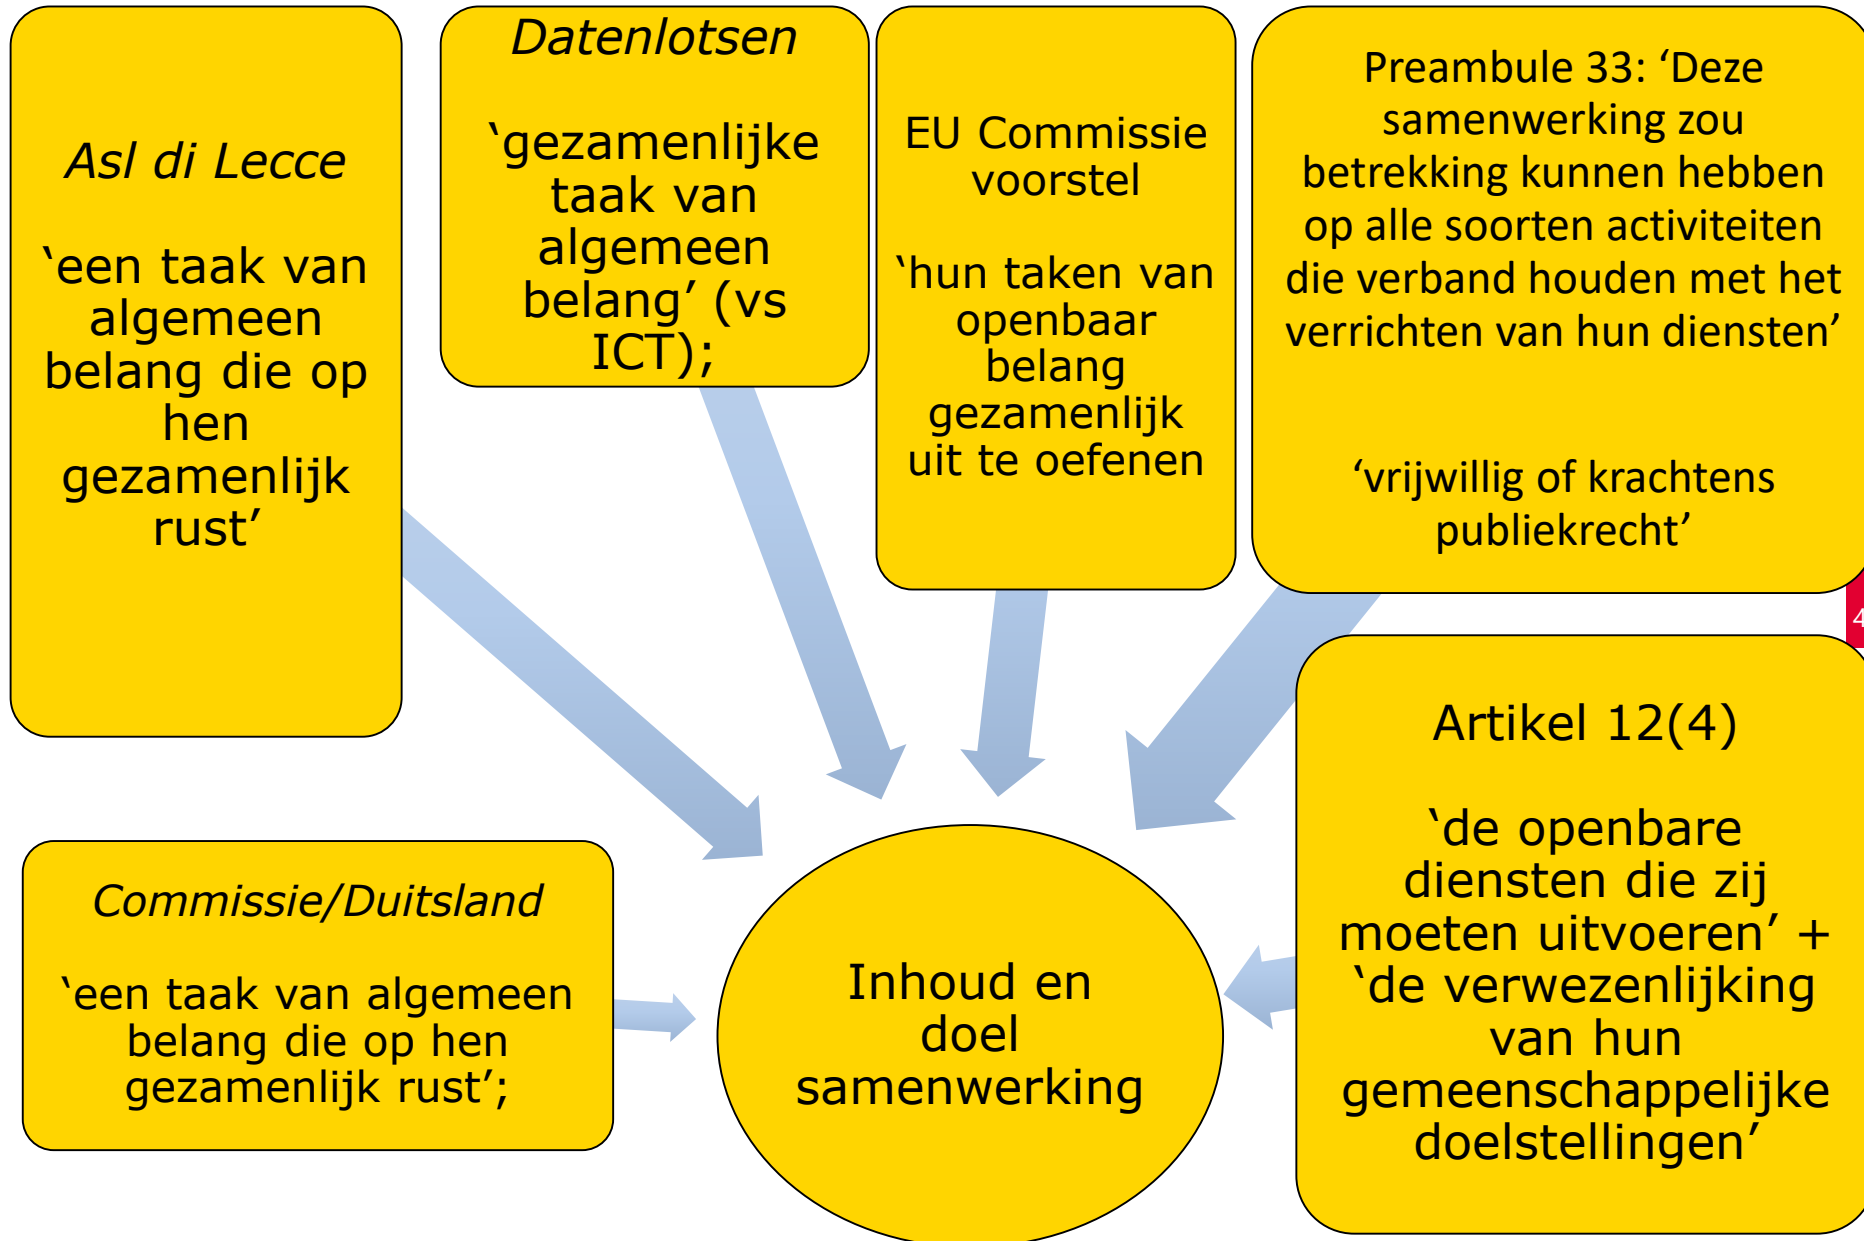 Asl di Lecce
‘een taak van
algemeen
belang die op
hen
gezamenlijk
rust’
Datenlotsen
‘gezamenlijke
taak van
algemeen
belang’ (vs
ICT);
EU Commissie
voorstel
‘hun taken van
openbaar
belang
gezamenlijk
uit te oefenen
Preambule 33: ‘Deze
samenwerking zou
betrekking kunnen hebben
op alle soorten activiteiten
die verband houden met het
verrichten van hun diensten’
‘vrijwillig of krachtens
publiekrecht’
4
Artikel 12(4)
‘de openbare
diensten die zij
moeten uitvoeren’ +
‘de verwezenlijking
van hun
gemeenschappelijke
doelstellingen’
Commissie/Duitsland
‘een taak van algemeen
belang die op hen
gezamenlijk rust’;
Inhoud en
doel
samenwerking